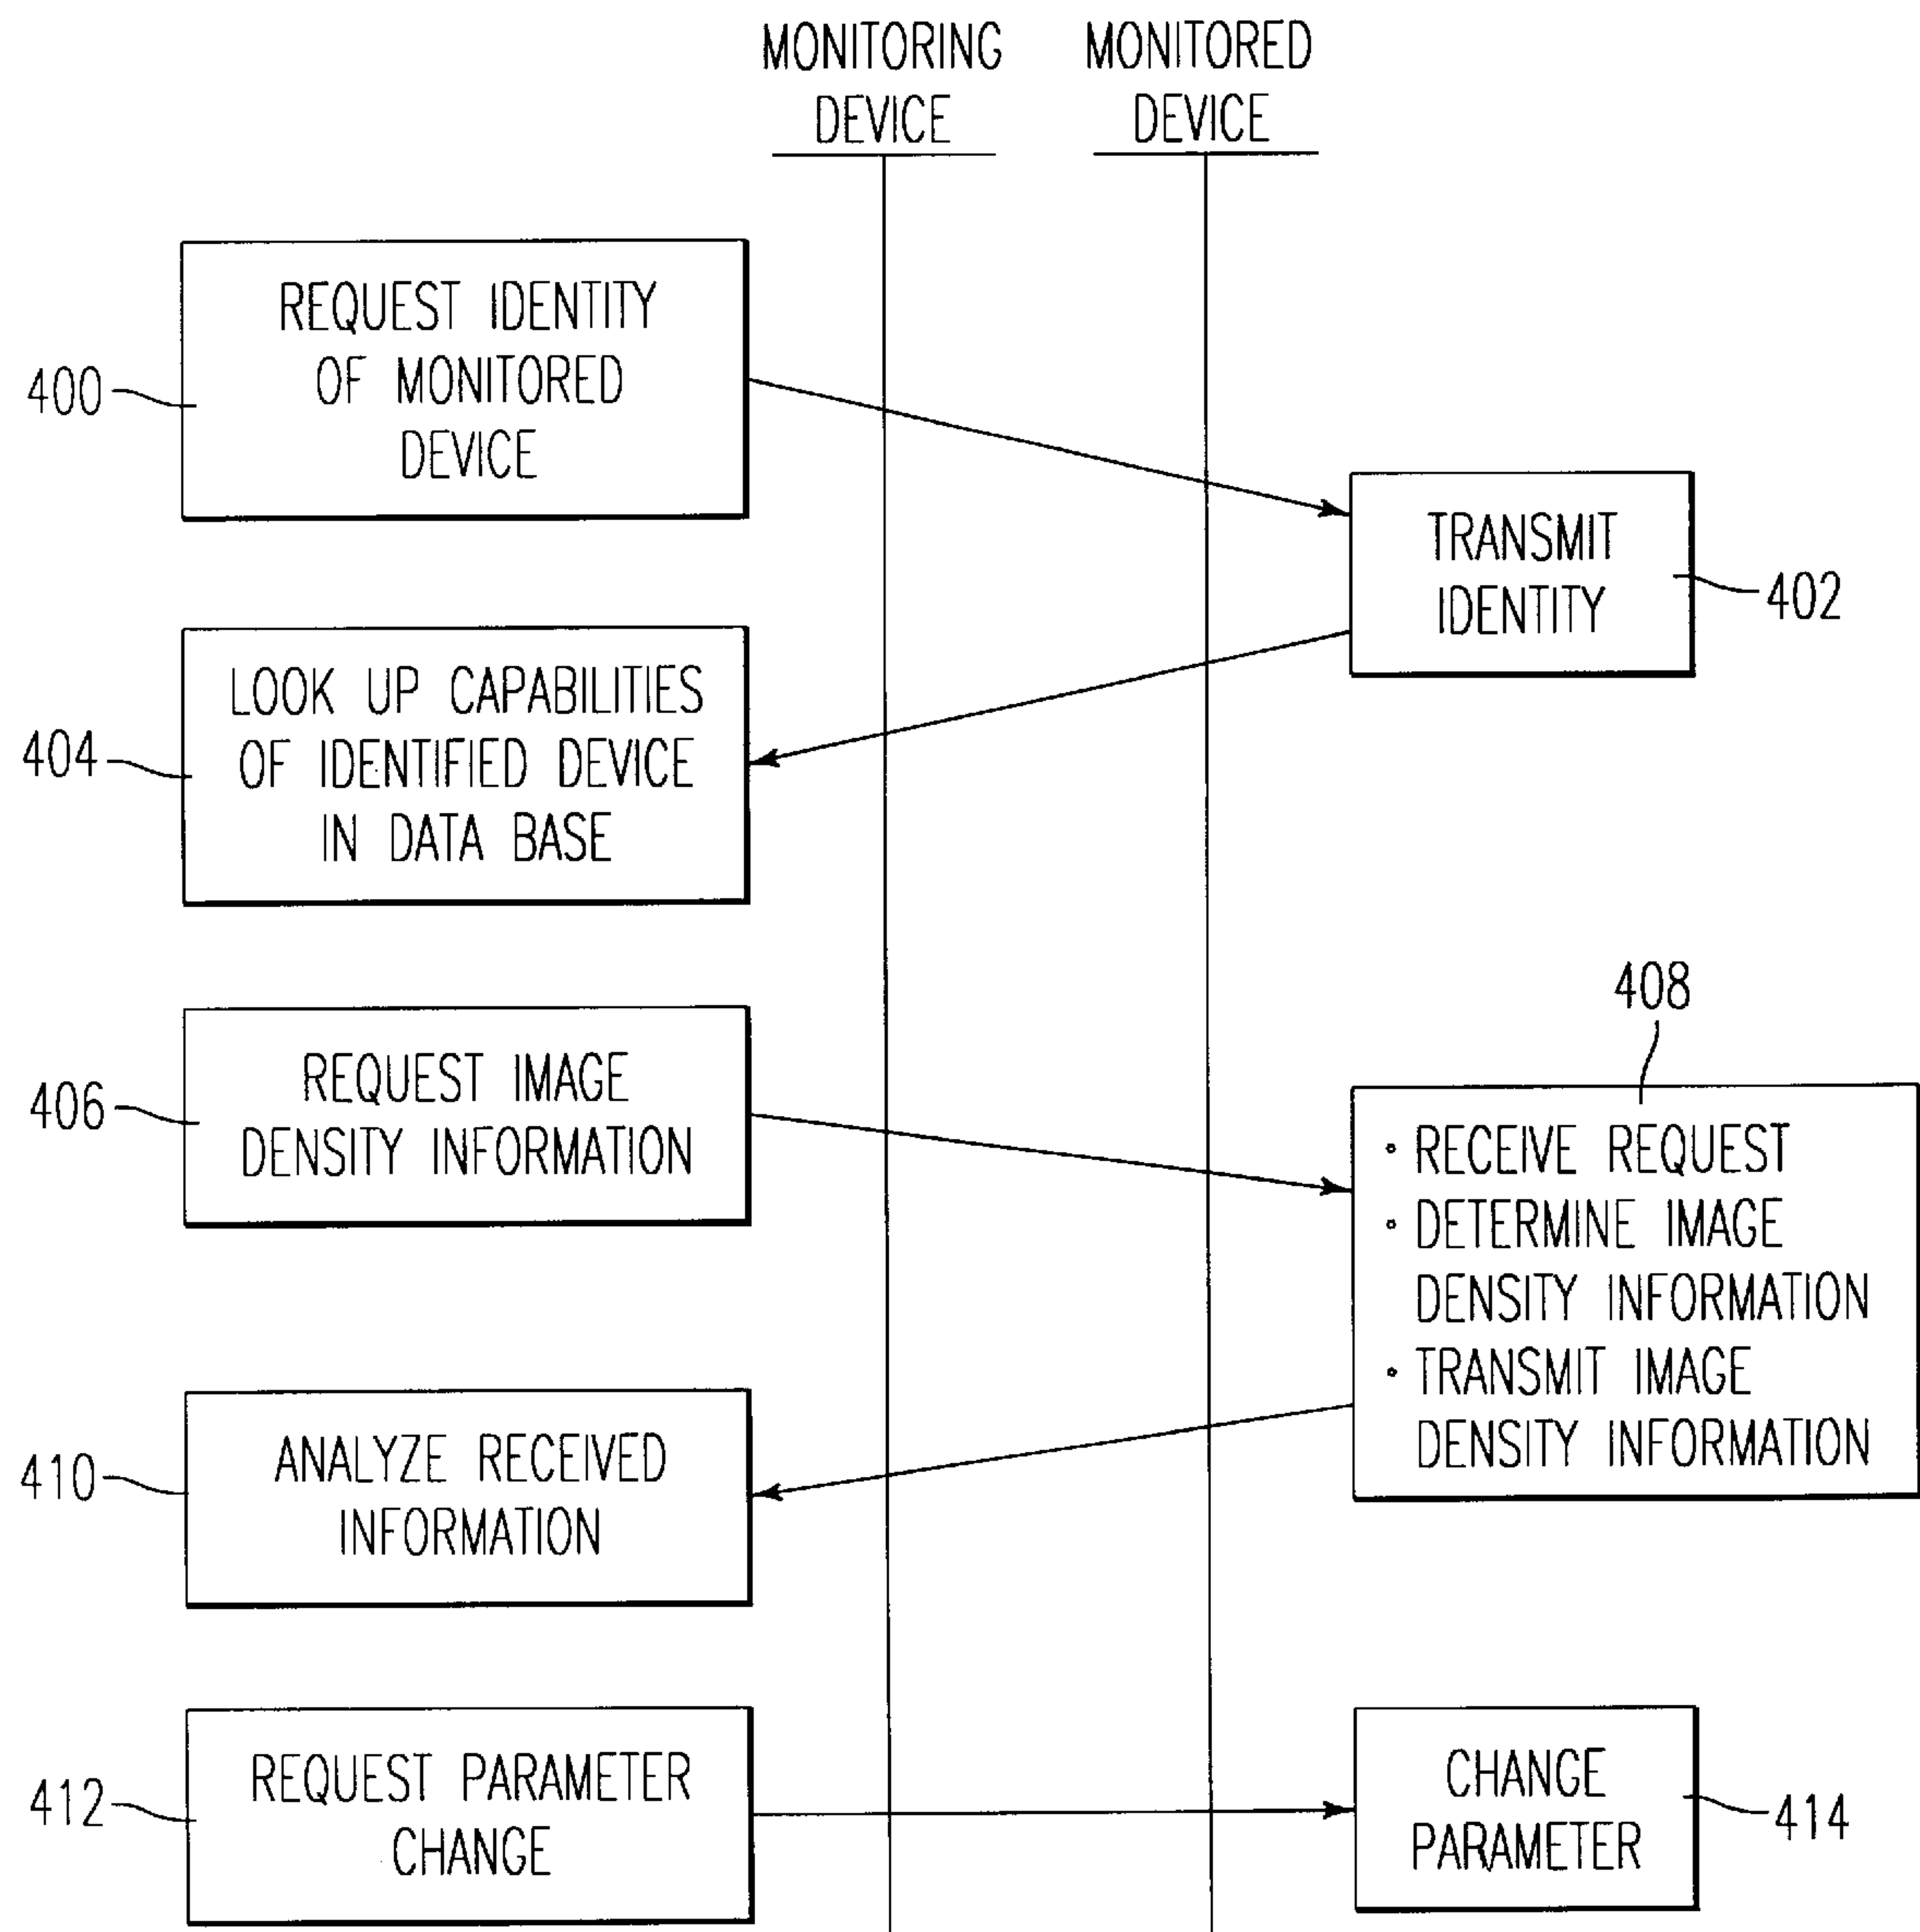 MONITORING
DEVICE
MONITORED
DEVICE
400
REQUEST IDENTITY
OF MONITORED
DEVICE
TRANSMIT
IDENTITY
402
404
LOOK UP CAPABILITIES
OF IDENTIFIED DEVICE
IN DATA BASE
406
REQUEST IMAGE
DENSITY INFORMATION
408
• RECEIVE REQUEST
• DETERMINE IMAGE
DENSITY INFORMATION
• TRANSMIT IMAGE
DENSITY INFORMATION
410
ANALYZE RECEIVED
INFORMATION
412
REQUEST PARAMETER
CHANGE
CHANGE
PARAMETER
414